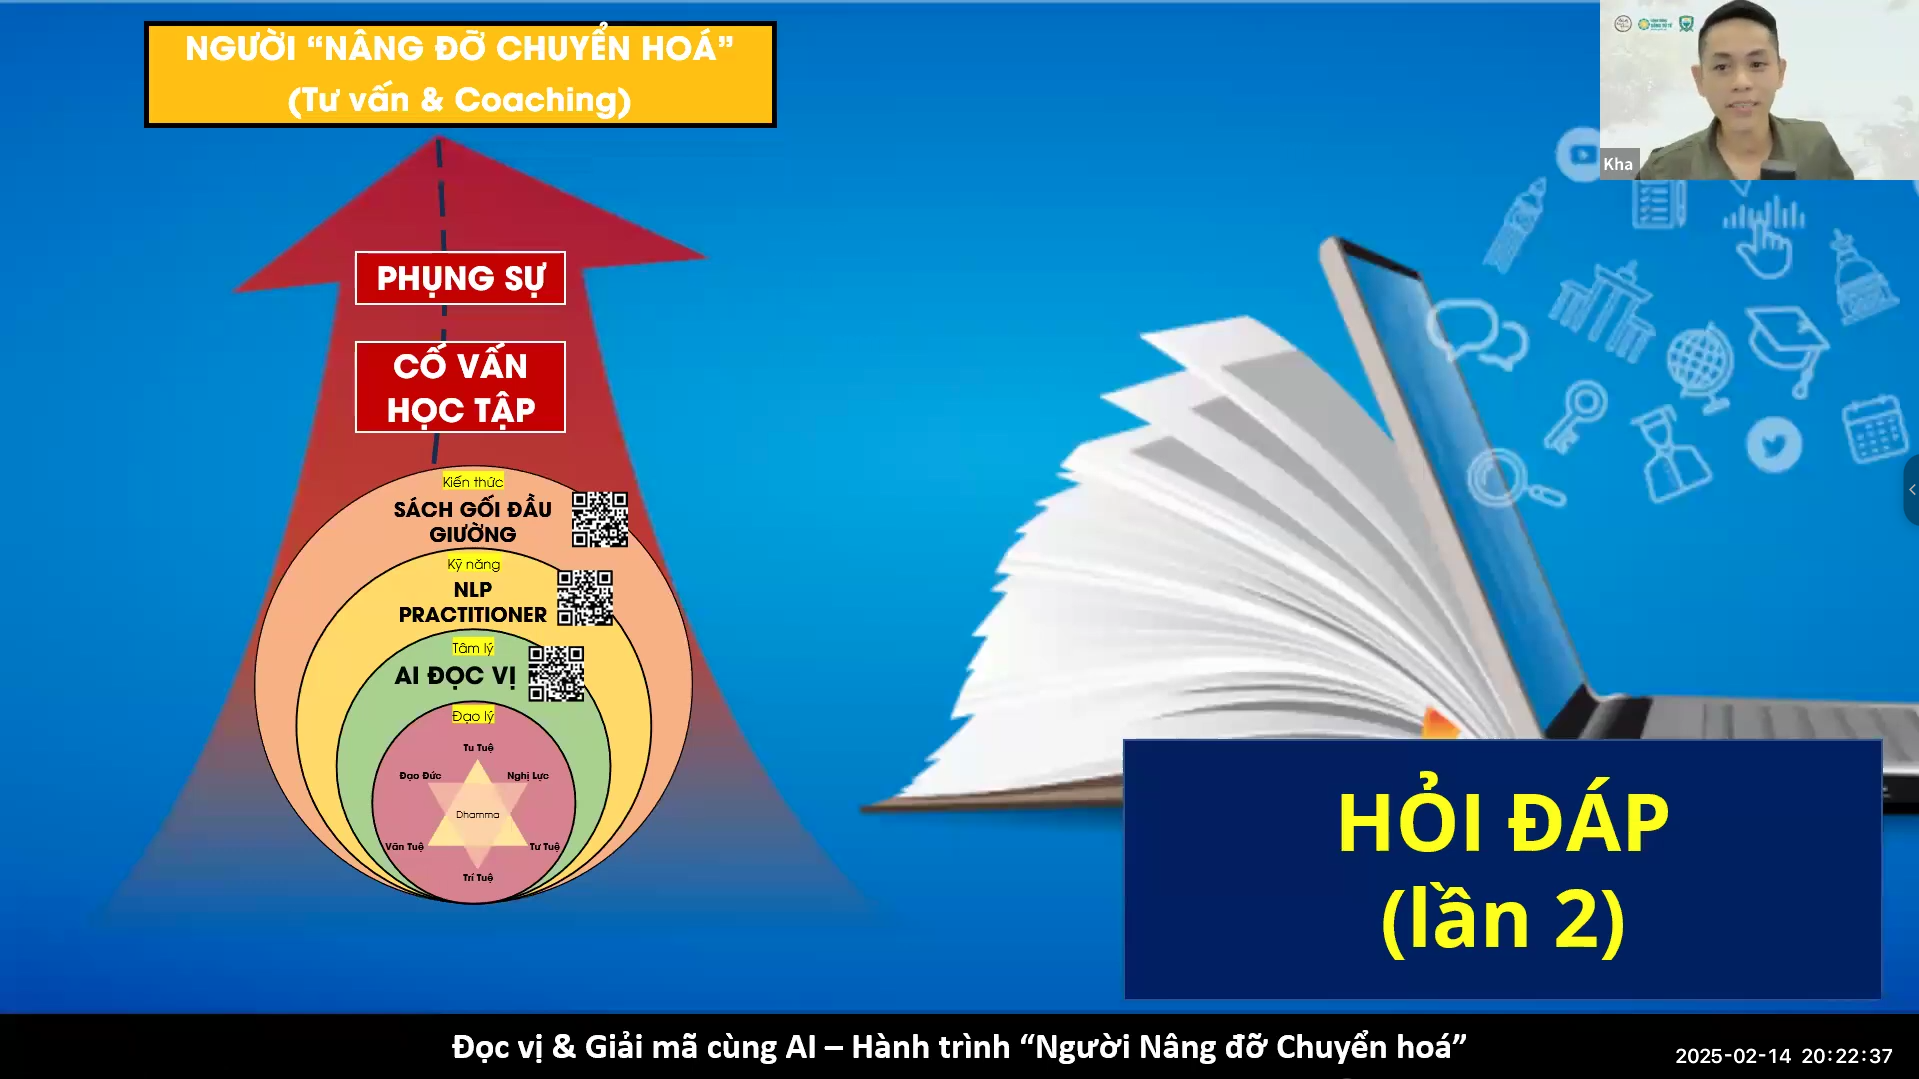 NGƯỜI “NÂNG ĐỠ CHUYỂN HOÁ”
(Tư vấn & Coaching)
Kha
PHỤNG SỰ
CỐ VẤN
HỌC TẬP
Kiến thức
SÁCH GỐI ĐẦU
GIƯỜNG
Kỹ năng
NLP
PRACTITIONER
Tâm lý
AI ĐỌC VỊ
Đạo lý
Tu Tuệ
Đạo Đức
Nghị Lực
Dhamma
Văn Tuệ
Tư Tuệ
Trí Tuệ
HỎI ĐÁP
(lần 2)
Đọc vị & Giải mã cùng AI – Hành trình “Người Nâng đỡ Chuyển hoá”
2025-02-14 20:22:37